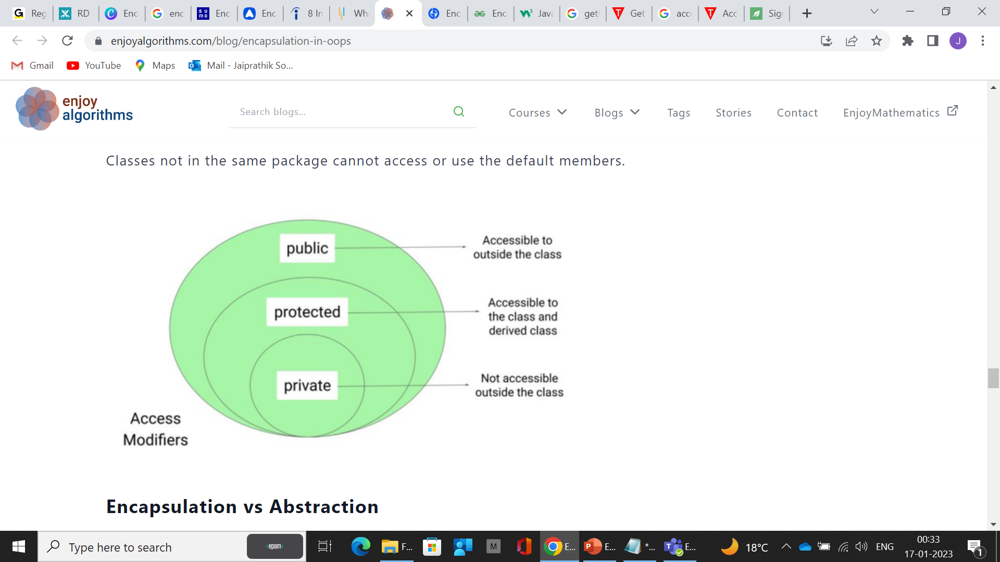 Reg
RD
Enc
enc
Enc
Enc
8 In
Wh
Enc
Enc
Java
get
Get
acc
Acc
Sig
enjoyalgorithms.com/blog/encapsulation-in-oops
J
Gmail
YouTube
Maps
Mail - Jaiprathik So...
enjoy
algorithms
Search blogs...
Courses
Blogs
Tags
Stories
Contact
EnjoyMathematics
Classes not in the same package cannot access or use the default members.
public
Accessible to
outside the class
protected
Accessible to
the class and
derived class
private
Not accessible
outside the class
Access
Modifiers
Encapsulation vs Abstraction
Type here to search
<epam>
F...
M
E...
E...
*...
E...
18°C
ENG
00:33
17-01-2023
1